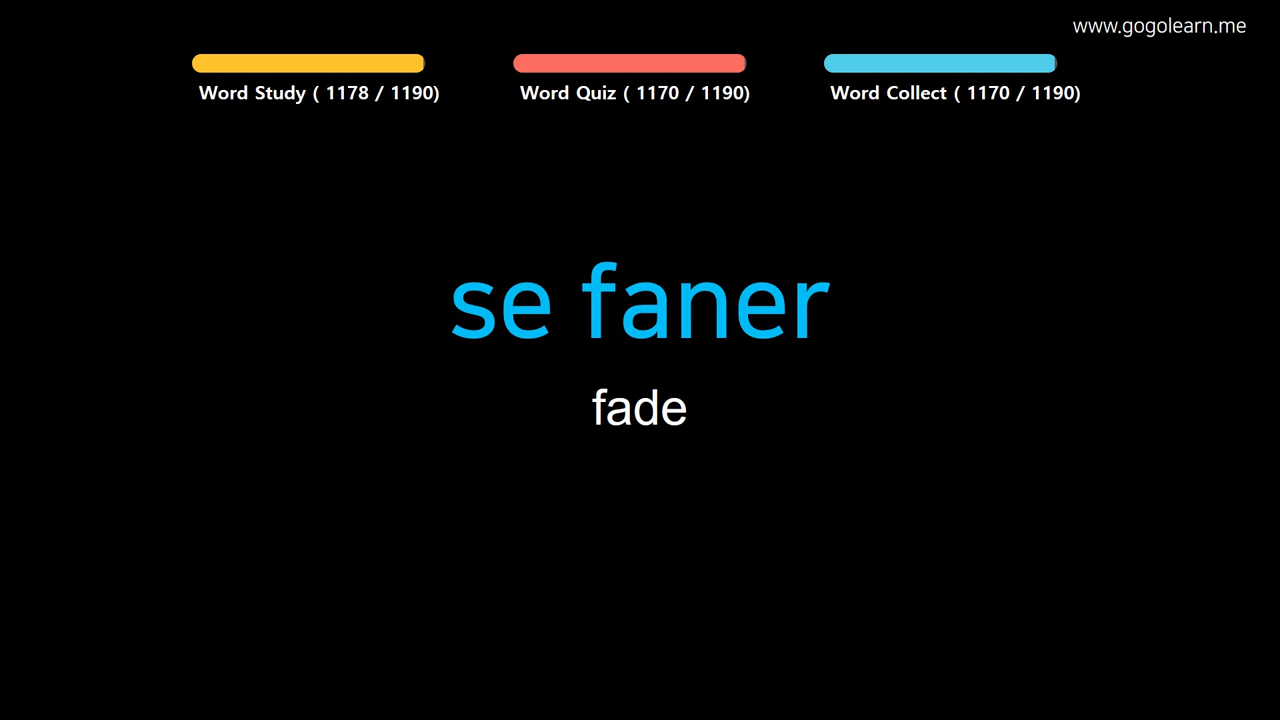 www.gogolearn.me
Word Study ( 1178 / 1190)
Word Quiz ( 1170 / 1190)
Word Collect ( 1170 / 1190)
se faner
fade